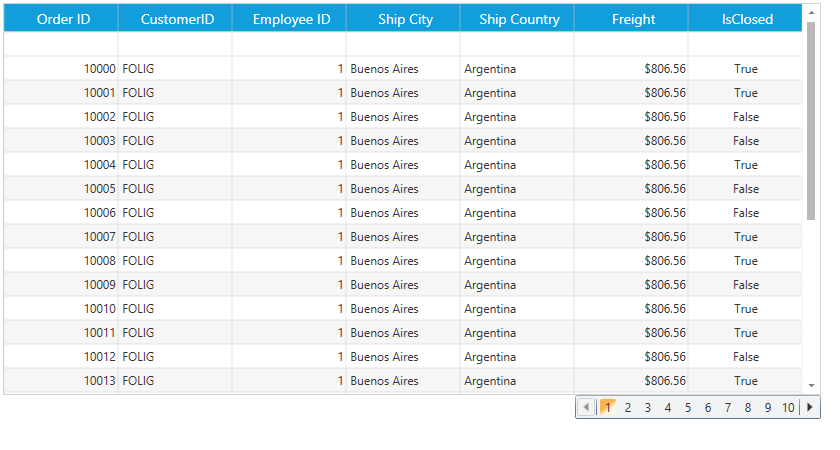 Order ID CustomerID Employee ID Ship City Ship Country Freight IsClosed
10000 FOLIG 1 Buenos Aires Argentina $806.56 True
10001 FOLIG 1 Buenos Aires Argentina $806.56 True
10002 FOLIG 1 Buenos Aires Argentina $806.56 False
10003 FOLIG 1 Buenos Aires Argentina $806.56 False
10004 FOLIG 1 Buenos Aires Argentina $806.56 True
10005 FOLIG 1 Buenos Aires Argentina $806.56 False
10006 FOLIG 1 Buenos Aires Argentina $806.56 False
10007 FOLIG 1 Buenos Aires Argentina $806.56 True
10008 FOLIG 1 Buenos Aires Argentina $806.56 True
10009 FOLIG 1 Buenos Aires Argentina $806.56 False
10010 FOLIG 1 Buenos Aires Argentina $806.56 True
10011 FOLIG 1 Buenos Aires Argentina $806.56 True
10012 FOLIG 1 Buenos Aires Argentina $806.56 False
10013 FOLIG 1 Buenos Aires Argentina $806.56 True
1 2 3 4 5 6 7 8 9 10